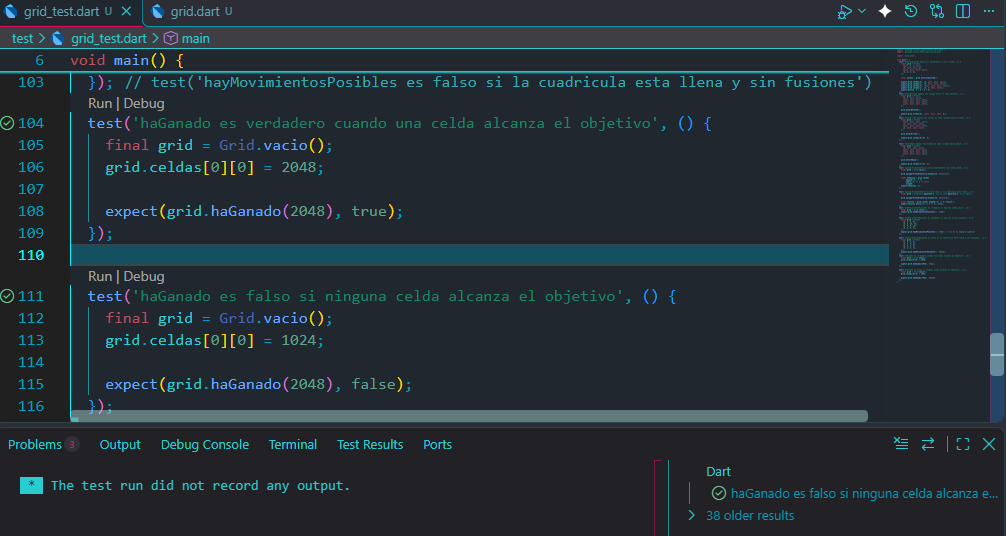 grid_test.dart U
grid.dart U
test > grid_test.dart > main
6 void main() {
103 }); // test('hayMovimientosPosibles es falso si la cuadricula esta llena y sin fusiones')
Run | Debug
104 test('haGanado es verdadero cuando una celda alcanza el objetivo', () {
105 final grid = Grid.vacio();
106 grid.celdas[0][0] = 2048;
107
108 expect(grid.haGanado(2048), true);
109 });
110
Run | Debug
111 test('haGanado es falso si ninguna celda alcanza el objetivo', () {
112 final grid = Grid.vacio();
113 grid.celdas[0][0] = 1024;
114
115 expect(grid.haGanado(2048), false);
116 });
Problems 3 Output Debug Console Terminal Test Results Ports
* The test run did not record any output.
Dart
haGanado es falso si ninguna celda alcanza e...
38 older results